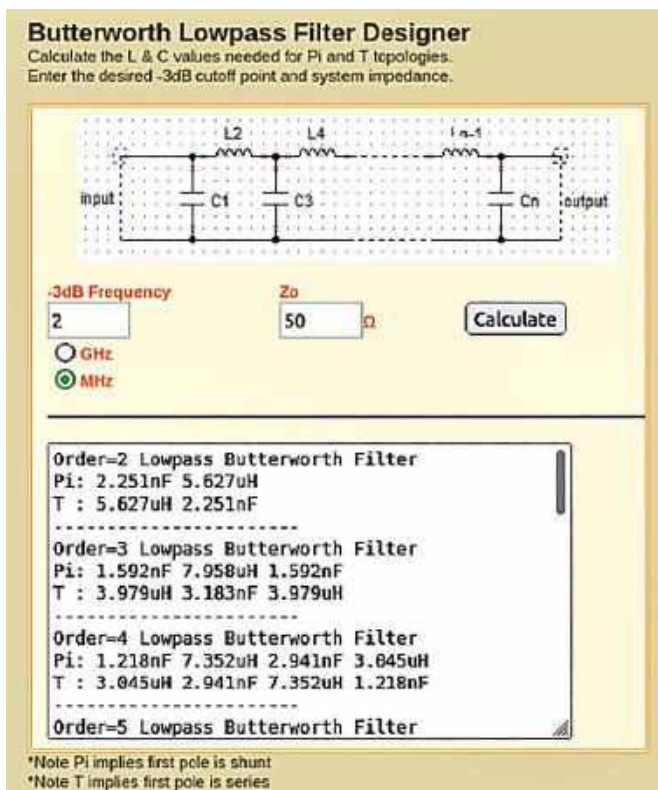 Butterworth Lowpass Filter Designer
Calculate the L & C values needed for Pi and T topologies.
Enter the desired -3dB cutoff point and system impedance.
L2 L4 Ln-1
input C1 C3 Cn output
-3dB Frequency Zo
2 50 Ω Calculate
GHz
MHz
Order=2 Lowpass Butterworth Filter
Pi: 2.251nF 5.627uH
T : 5.627uH 2.251nF
-----------------------
Order=3 Lowpass Butterworth Filter
Pi: 1.592nF 7.958uH 1.592nF
T : 3.979uH 3.183nF 3.979uH
-----------------------
Order=4 Lowpass Butterworth Filter
Pi: 1.218nF 7.352uH 2.941nF 3.045uH
T : 3.045uH 2.941nF 7.352uH 1.218nF
-----------------------
Order=5 Lowpass Butterworth Filter
*Note Pi implies first pole is shunt
*Note T implies first pole is series